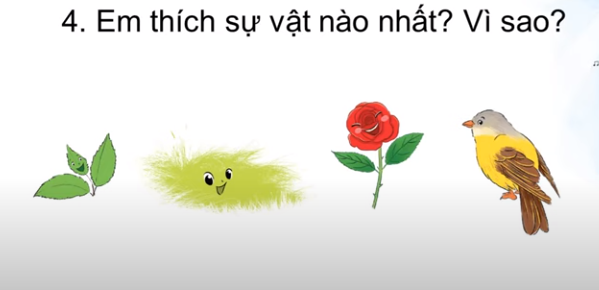 4. Em thích sự vật nào nhất? Vì sao?